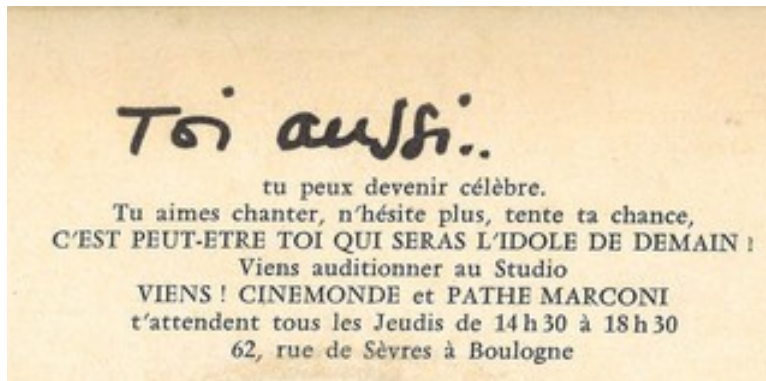 Toi aussi..
tu peux devenir célèbre.
Tu aimes chanter, n'hésite plus, tente ta chance,
C'EST PEUT-ETRE TOI QUI SERAS L'IDOLE DE DEMAIN !
Viens auditionner au Studio
VIENS ! CINEMONDE et PATHE MARCONI
t'attendent tous les Jeudis de 14 h 30 à 18 h 30
62, rue de Sèvres à Boulogne